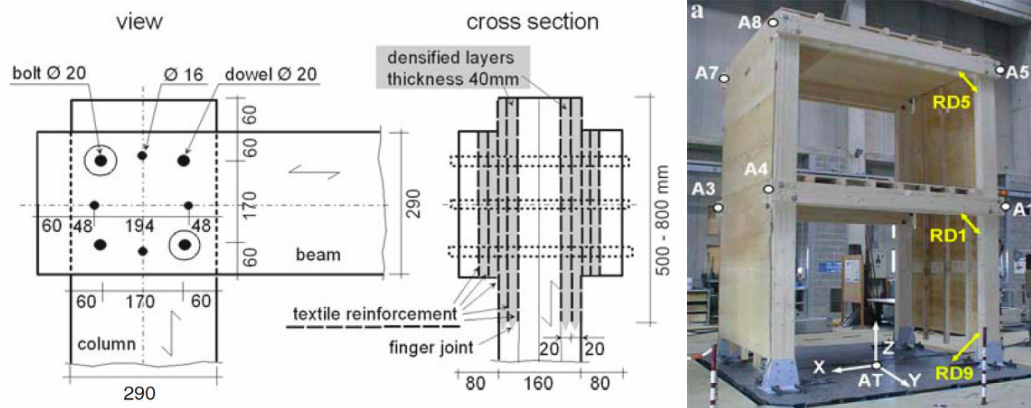 view
bolt Ø 20
Ø 16
dowel Ø 20
60
60
170
60
290
60
48
194
48
beam
60
170
60
column
290
cross section
densified layers
thickness 40mm
500 - 800 mm
textile reinforcement
finger joint
20
20
80
160
80
a
A8
A5
A7
RD5
A4
A3
A1
RD1
Z
X
AT
Y
RD9